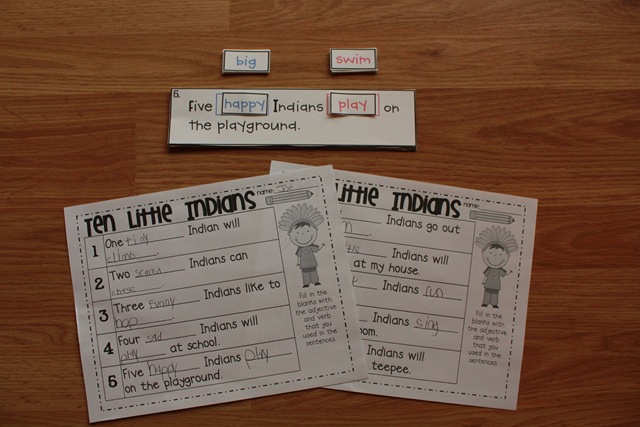 big
swim
6.
Five happy Indians play on
the playground.
Ten Little Indians
name:
1 One tiny Indian will
climb.
2 Two scared Indians can
chase.
3 Three funny Indians like to
hop.
4 Four sad Indians will
play at school.
5 Five happy Indians play
on the playground.
Fill in the
blanks with
the adjective
and verb
that you
used in the
sentences.
Little Indians
name:
Indians go out
Indians will
at my house.
Indians run
Indians sing
Indians will
teepee.
Fill in the
blanks with
the adjective
and verb
that you
used in the
sentences.